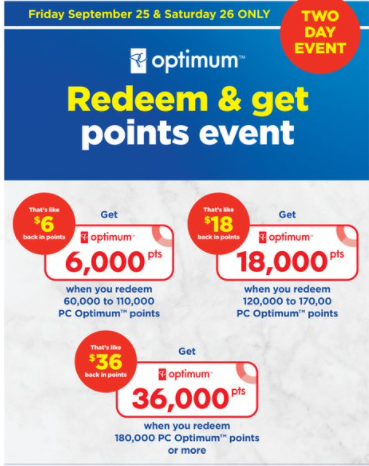 Friday September 25 & Saturday 26 ONLY
TWO
DAY
EVENT
optimum™
Redeem & get
points event
That's like
$6
back in points
Get
optimum™
6,000 pts
when you redeem
60,000 to 110,000
PC Optimum™ points
That's like
$18
back in points
Get
optimum™
18,000 pts
when you redeem
120,000 to 170,00
PC Optimum™ points
That's like
$36
back in points
Get
optimum™
36,000 pts
when you redeem
180,000 PC Optimum™ points
or more